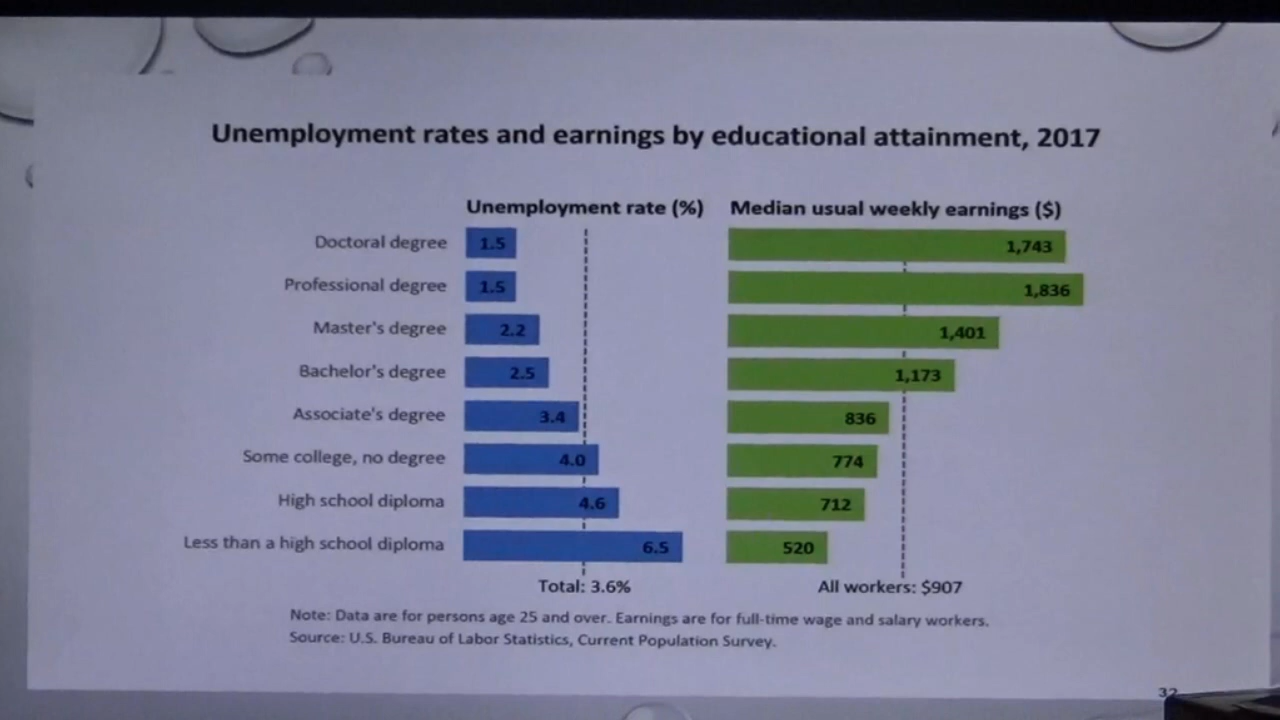 Unemployment rates and earnings by educational attainment, 2017
Unemployment rate (%) Median usual weekly earnings ($)
Doctoral degree 1.5 1,743
Professional degree 1.5 1,836
Master's degree 2.2 1,401
Bachelor's degree 2.5 1,173
Associate's degree 3.4 836
Some college, no degree 4.0 774
High school diploma 4.6 712
Less than a high school diploma 6.5 520
Total: 3.6% All workers: $907
Note: Data are for persons age 25 and over. Earnings are for full-time wage and salary workers.
Source: U.S. Bureau of Labor Statistics, Current Population Survey.
32